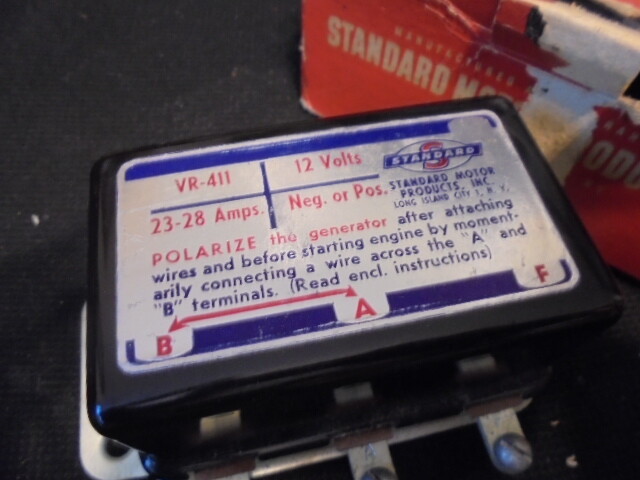 MANUFACTURED
STANDARD MO
VR-411
12 Volts
23-28 Amps.
Neg. or Pos.
S
STANDARD
STANDARD MOTOR
PRODUCTS, INC.
LONG ISLAND CITY 1, N. Y.
POLARIZE the generator after attaching
wires and before starting engine by moment-
arily connecting a wire across the "A" and
"B" terminals. (Read encl. instructions)
B
A
F